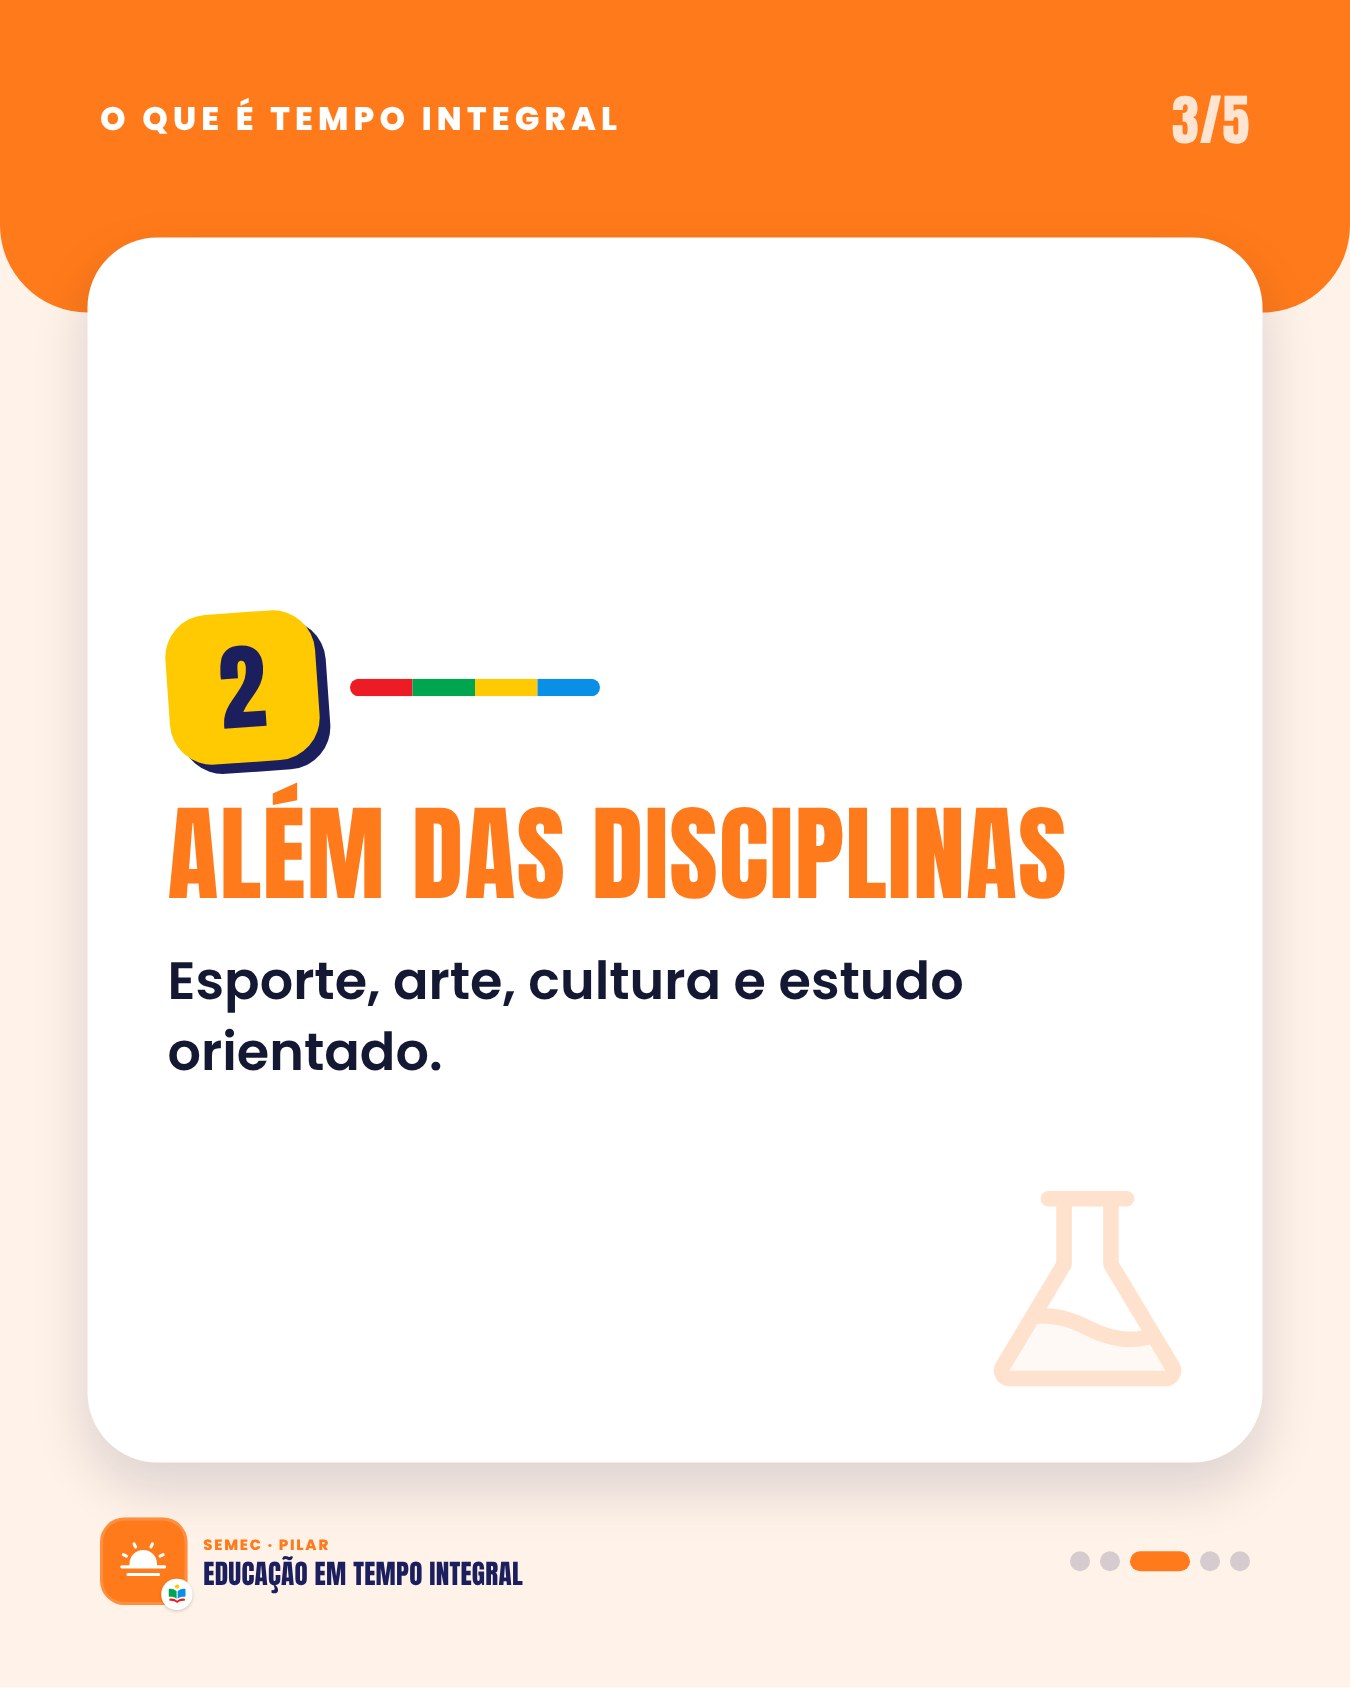 O QUE É TEMPO INTEGRAL
3/5
2
ALÉM DAS DISCIPLINAS
Esporte, arte, cultura e estudo
orientado.
SEMEC · PILAR
EDUCAÇÃO EM TEMPO INTEGRAL